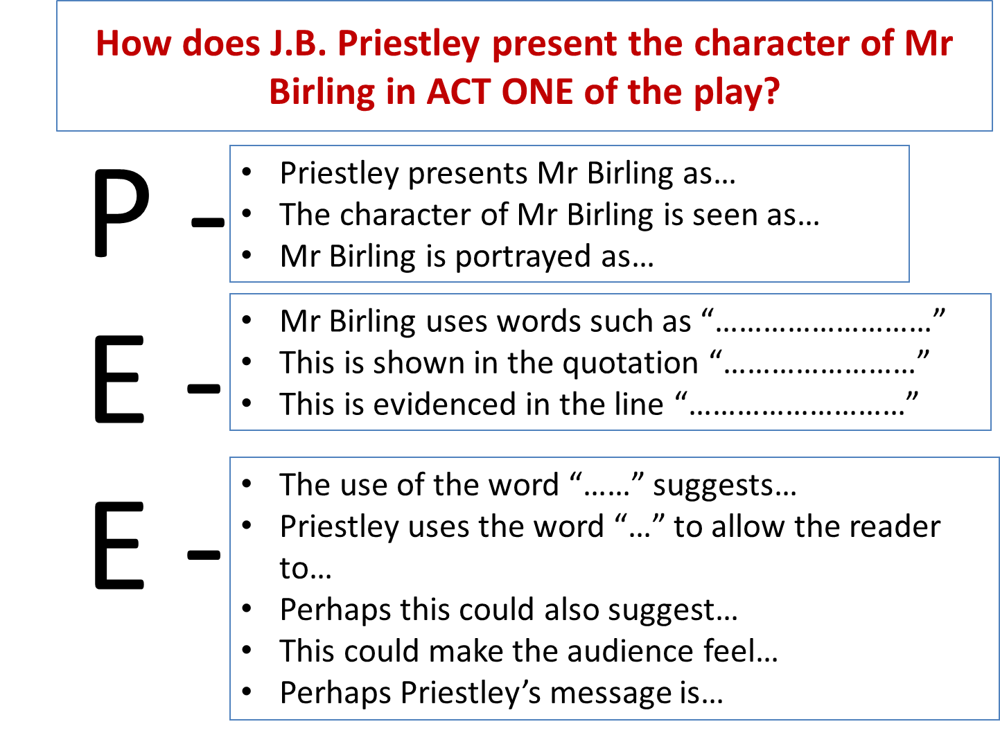 How does J.B. Priestley present the character of Mr
Birling in ACT ONE of the play?
P -
• Priestley presents Mr Birling as…
• The character of Mr Birling is seen as…
• Mr Birling is portrayed as…
E -
• Mr Birling uses words such as “………………………”
• This is shown in the quotation “……………………”
• This is evidenced in the line “………………………”
E -
• The use of the word “……” suggests…
• Priestley uses the word “…” to allow the reader
to…
• Perhaps this could also suggest…
• This could make the audience feel…
• Perhaps Priestley’s message is…